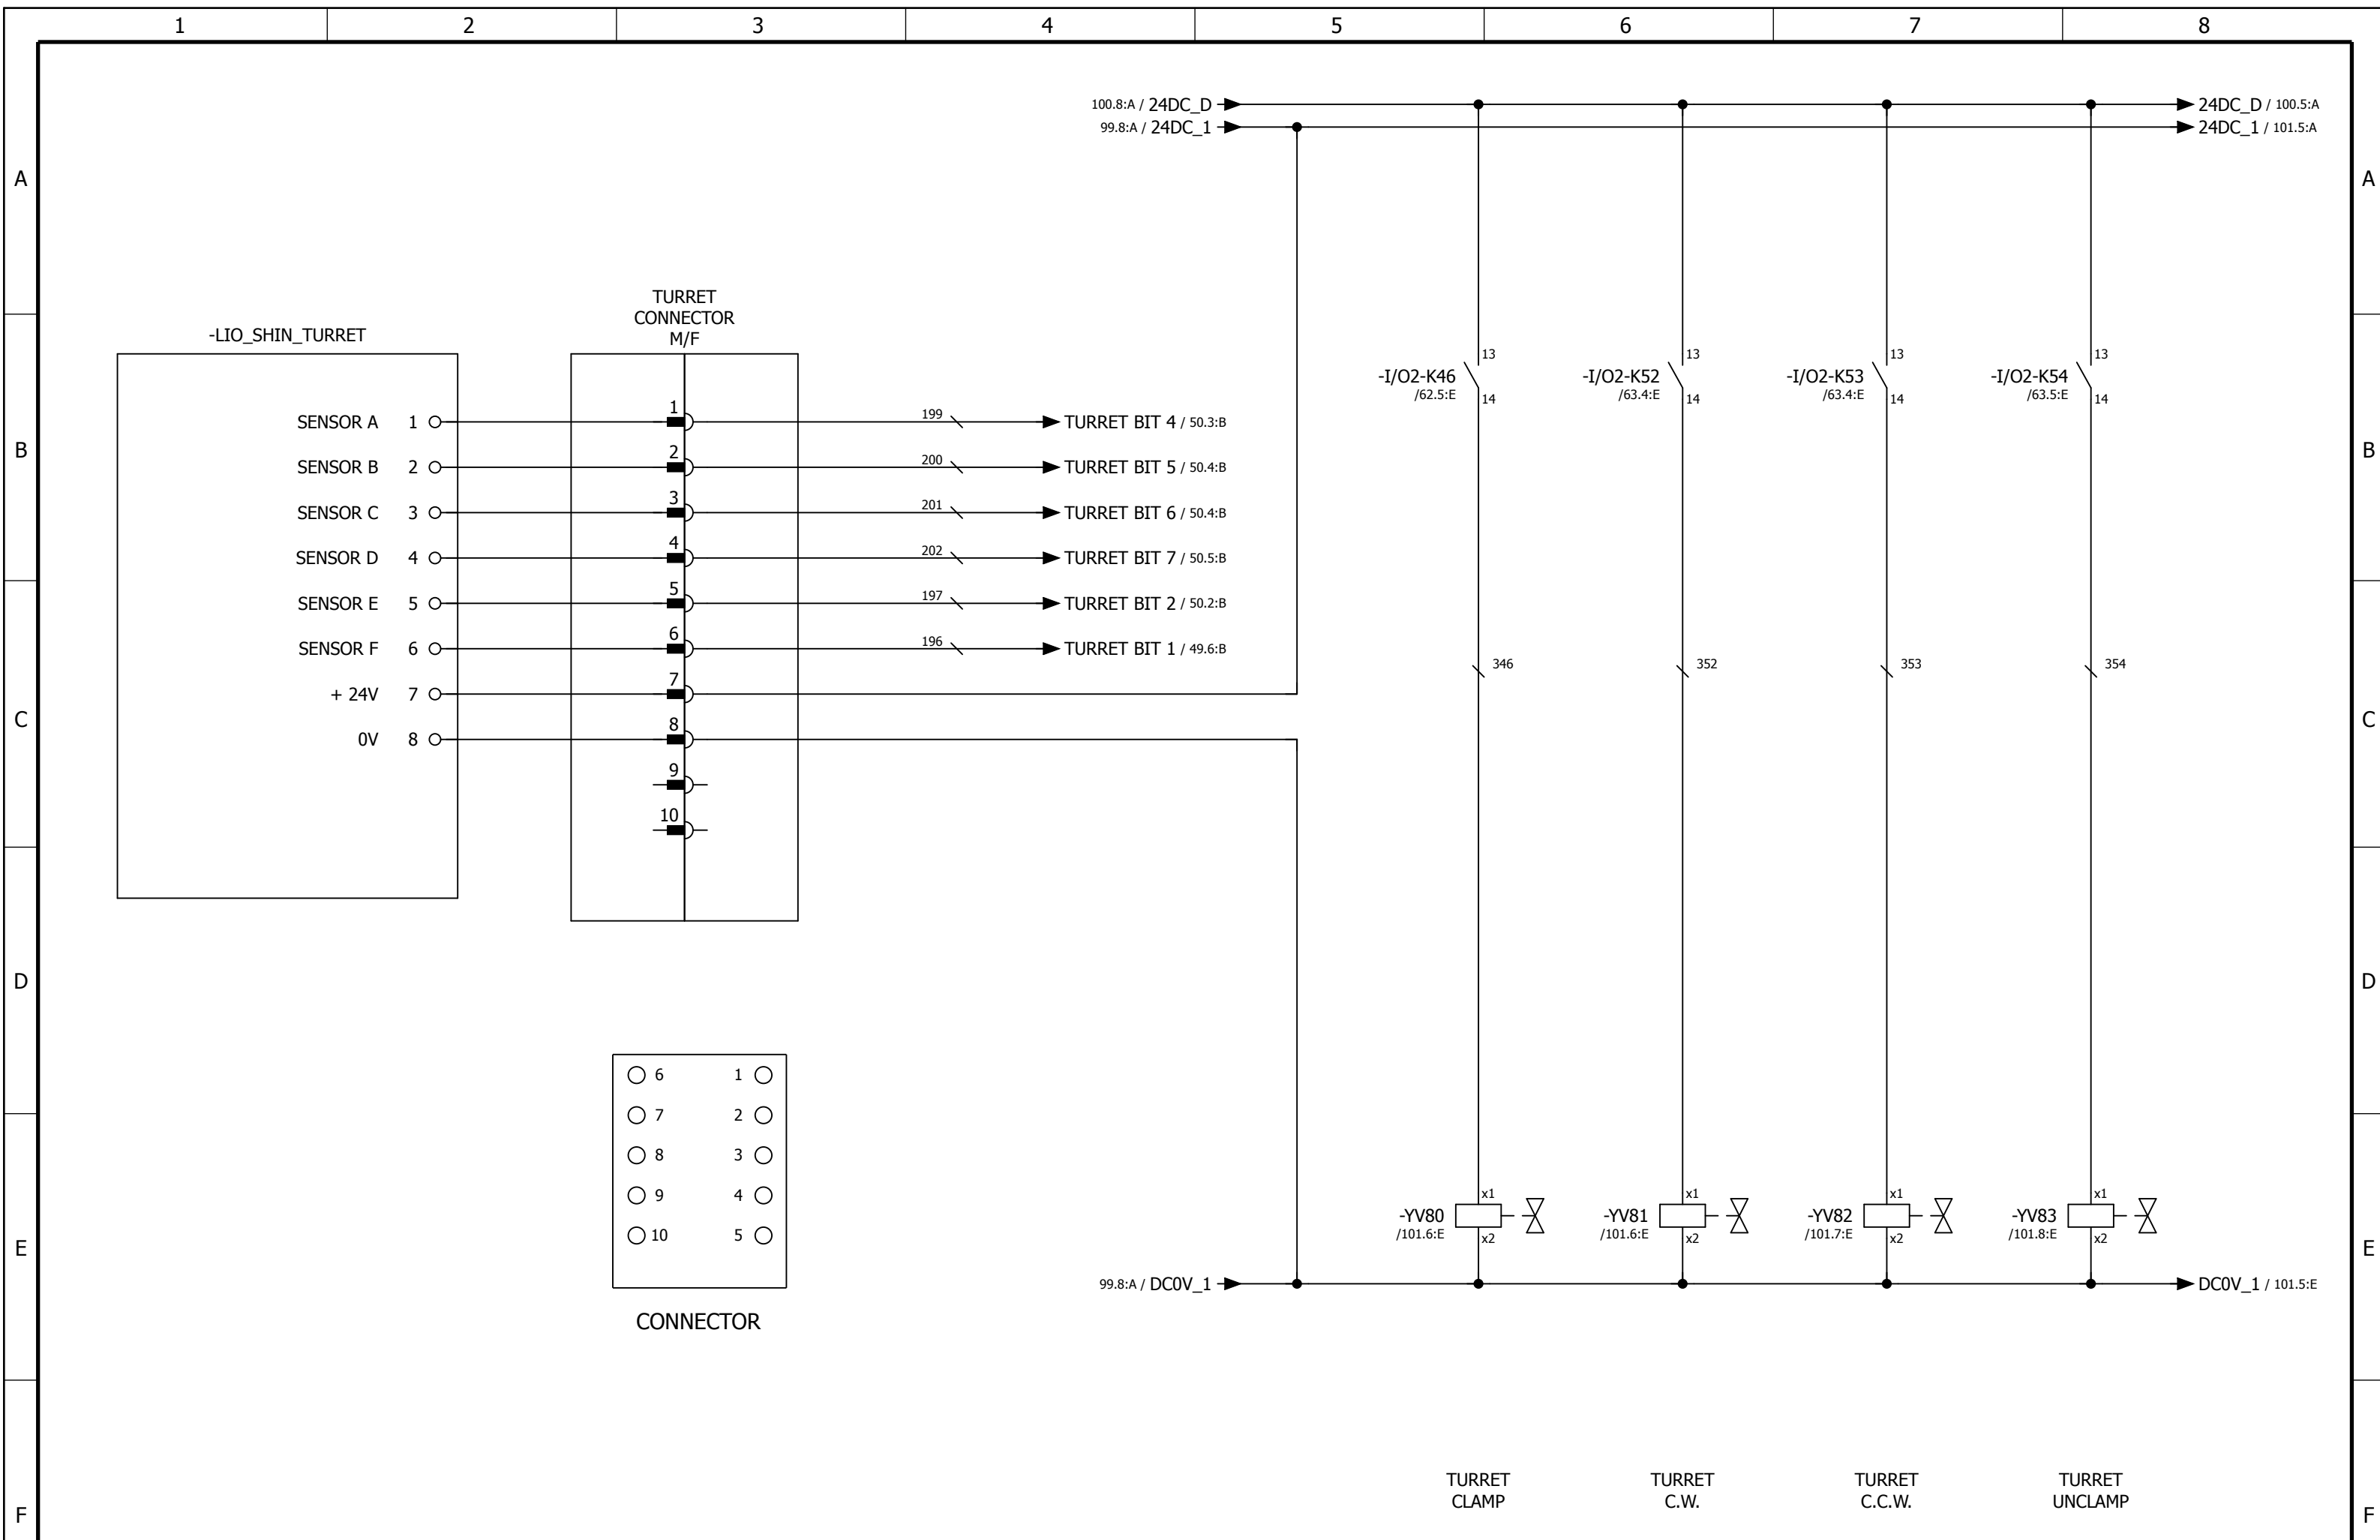 1 2 3 4 5 6 7 8
100.8:A / 24DC_D 24DC_D / 100.5:A
99.8:A / 24DC_1 24DC_1 / 101.5:A
A A
TURRET
CONNECTOR
M/F
-LIO_SHIN_TURRET
13 13 13 13
-I/O2-K46 -I/O2-K52 -I/O2-K53 -I/O2-K54
/62.5:E /63.4:E /63.4:E /63.5:E
14 14 14 14
SENSOR A 1 1 199 TURRET BIT 4 / 50.3:B
B B
SENSOR B 2 2 200 TURRET BIT 5 / 50.4:B
SENSOR C 3 3 201 TURRET BIT 6 / 50.4:B
SENSOR D 4 4 202 TURRET BIT 7 / 50.5:B
SENSOR E 5 5 197 TURRET BIT 2 / 50.2:B
SENSOR F 6 6 196 TURRET BIT 1 / 49.6:B
346 352 353 354
+ 24V 7 7
C C
0V 8 8
9
10
D D
6 1
7 2
8 3
9 4
10 5
CONNECTOR
x1 x1 x1 x1
-YV80 -YV81 -YV82 -YV83
/101.6:E /101.6:E /101.7:E /101.8:E
x2 x2 x2 x2
E E
99.8:A / DC0V_1 DC0V_1 / 101.5:E
TURRET TURRET TURRET TURRET
CLAMP C.W. C.C.W. UNCLAMP
F F